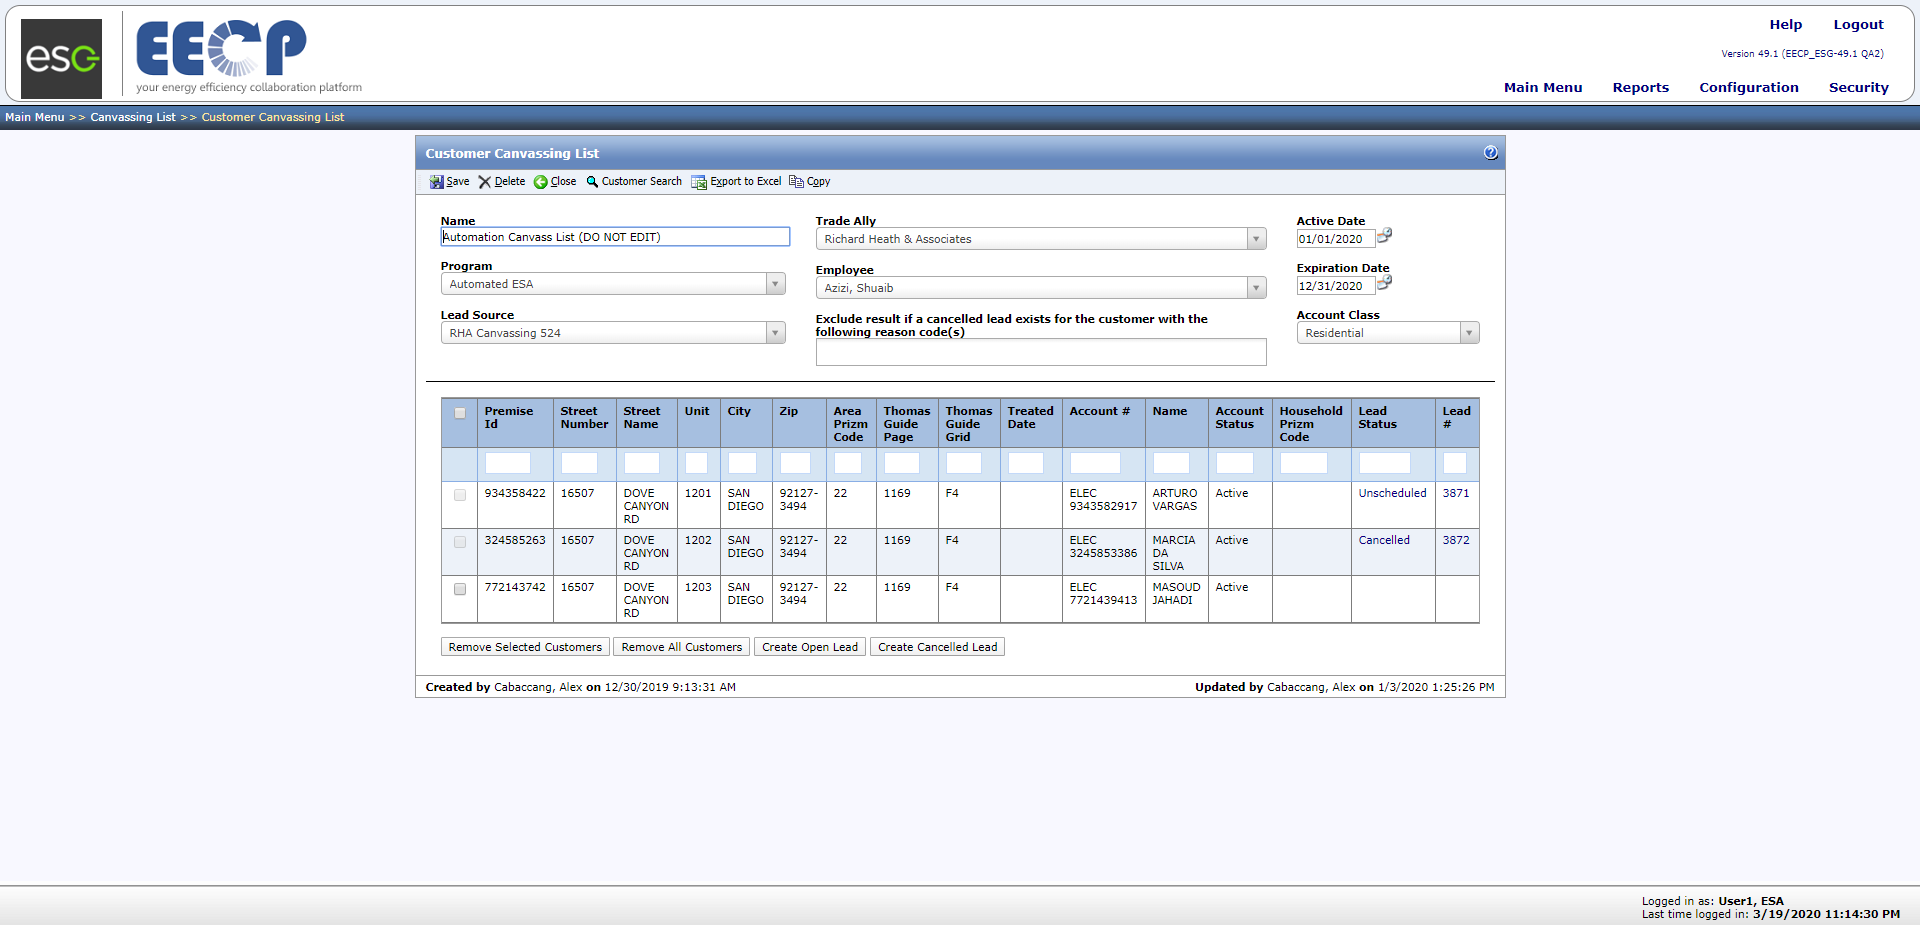 esg
EECP
your energy efficiency collaboration platform
Help Logout
Version 49.1 (EECP_ESG-49.1 QA2)
Main Menu Reports Configuration Security
Main Menu >> Canvassing List >> Customer Canvassing List
Customer Canvassing List
Save Delete Close Customer Search Export to Excel Copy
Name
Automation Canvass List (DO NOT EDIT)
Program
Automated ESA
Lead Source
RHA Canvassing 524
Trade Ally
Richard Heath & Associates
Employee
Azizi, Shuaib
Exclude result if a cancelled lead exists for the customer with the
following reason code(s)
Active Date
01/01/2020
Expiration Date
12/31/2020
Account Class
Residential
Premise Id Street Number Street Name Unit City Zip Area Prizm Code Thomas Guide Page Thomas Guide Grid Treated Date Account # Name Account Status Household Prizm Code Lead Status Lead #
934358422 16507 DOVE CANYON RD 1201 SAN DIEGO 92127-3494 22 1169 F4 ELEC 9343582917 ARTURO VARGAS Active Unscheduled 3871
324585263 16507 DOVE CANYON RD 1202 SAN DIEGO 92127-3494 22 1169 F4 ELEC 3245853386 MARCIA DA SILVA Active Cancelled 3872
772143742 16507 DOVE CANYON RD 1203 SAN DIEGO 92127-3494 22 1169 F4 ELEC 7721439413 MASOUD JAHADI Active
Remove Selected Customers Remove All Customers Create Open Lead Create Cancelled Lead
Created by Cabaccang, Alex on 12/30/2019 9:13:31 AM
Updated by Cabaccang, Alex on 1/3/2020 1:25:26 PM
Logged in as: User1, ESA
Last time logged in: 3/19/2020 11:14:30 PM